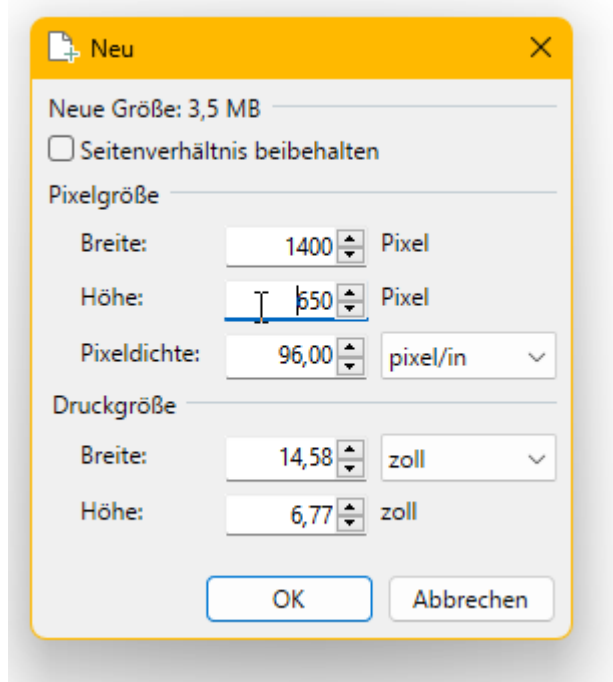 Neu
Neue Größe: 3,5 MB
Seitenverhältnis beibehalten
Pixelgröße
Breite: 1400 Pixel
Höhe: 650 Pixel
Pixeldichte: 96,00 pixel/in
Druckgröße
Breite: 14,58 zoll
Höhe: 6,77 zoll
OK Abbrechen